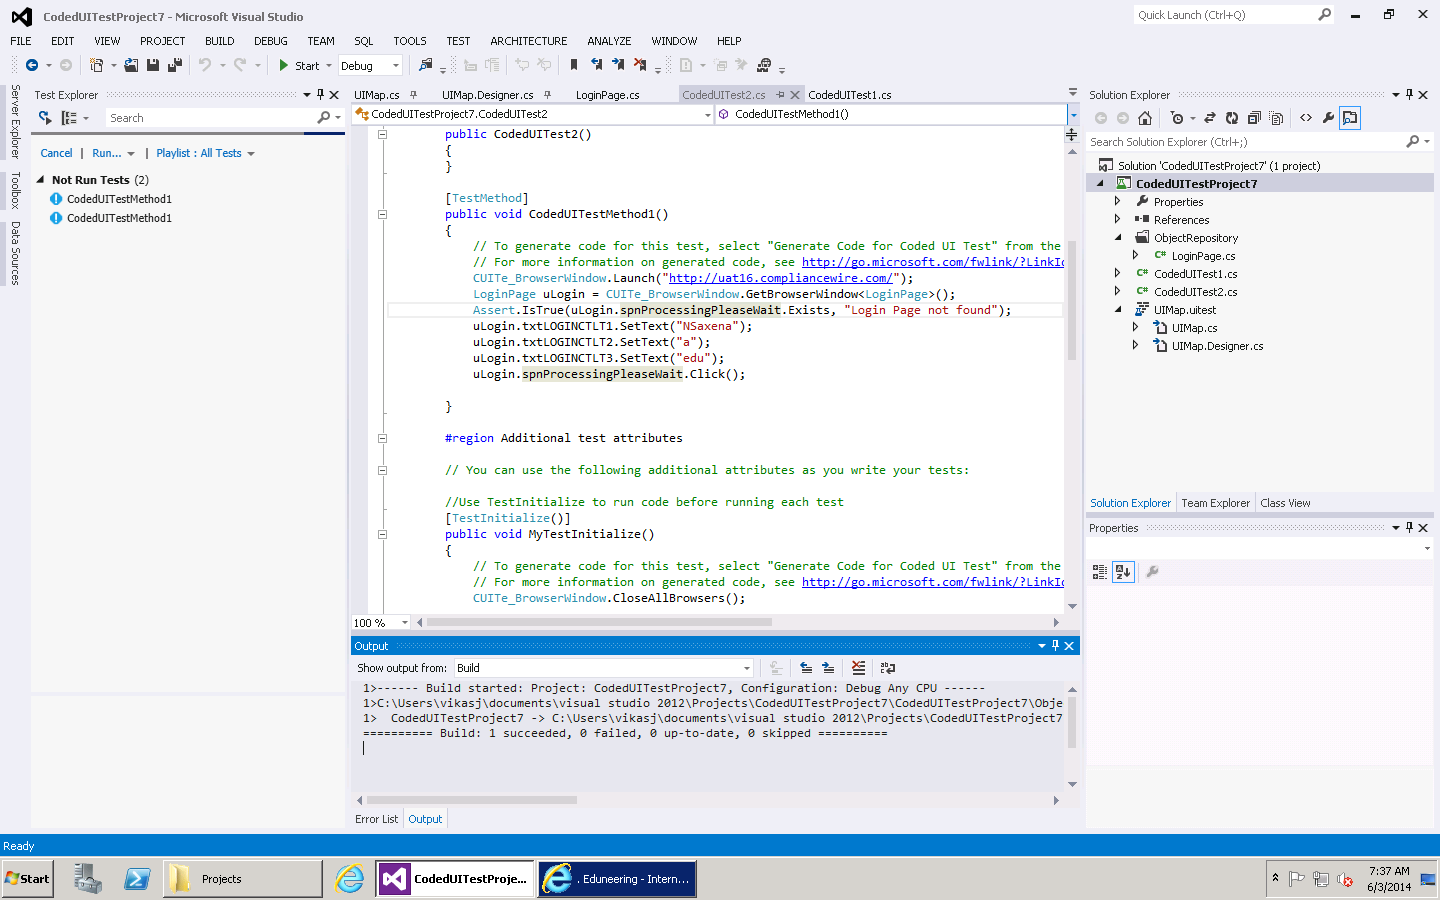 CodedUITestProject7 - Microsoft Visual Studio
Quick Launch (Ctrl+Q)
FILE EDIT VIEW PROJECT BUILD DEBUG TEAM SQL TOOLS TEST ARCHITECTURE ANALYZE WINDOW HELP
Start Debug
Server Explorer
Toolbox
Data Sources
Test Explorer
Search
Cancel Run... Playlist : All Tests
Not Run Tests (2)
CodedUITestMethod1
CodedUITestMethod1
UIMap.cs UIMap.Designer.cs LoginPage.cs CodedUITest2.cs CodedUITest1.cs
CodedUITestProject7.CodedUITest2 CodedUITestMethod1()
public CodedUITest2()
{
}
[TestMethod]
public void CodedUITestMethod1()
{
// To generate code for this test, select "Generate Code for Coded UI Test" from the
// For more information on generated code, see http://go.microsoft.com/fwlink/?LinkId
CUITe_BrowserWindow.Launch("http://uat16.compliancewire.com/");
LoginPage uLogin = CUITe_BrowserWindow.GetBrowserWindow<LoginPage>();
Assert.IsTrue(uLogin.spnProcessingPleaseWait.Exists, "Login Page not found");
uLogin.txtLOGINCTLT1.SetText("NSaxena");
uLogin.txtLOGINCTLT2.SetText("a");
uLogin.txtLOGINCTLT3.SetText("edu");
uLogin.spnProcessingPleaseWait.Click();
}
#region Additional test attributes
// You can use the following additional attributes as you write your tests:
//Use TestInitialize to run code before running each test
[TestInitialize()]
public void MyTestInitialize()
{
// To generate code for this test, select "Generate Code for Coded UI Test" from the
// For more information on generated code, see http://go.microsoft.com/fwlink/?LinkId
CUITe_BrowserWindow.CloseAllBrowsers();
100 %
Output
Show output from: Build
1>------ Build started: Project: CodedUITestProject7, Configuration: Debug Any CPU ------
1>C:\Users\vikasj\documents\visual studio 2012\Projects\CodedUITestProject7\CodedUITestProject7\Obje
1>  CodedUITestProject7 -> C:\Users\vikasj\documents\visual studio 2012\Projects\CodedUITestProject7
========== Build: 1 succeeded, 0 failed, 0 up-to-date, 0 skipped ==========
Error List Output
Solution Explorer
Search Solution Explorer (Ctrl+;)
Solution 'CodedUITestProject7' (1 project)
CodedUITestProject7
Properties
References
ObjectRepository
C# LoginPage.cs
C# CodedUITest1.cs
C# CodedUITest2.cs
UIMap.uitest
UIMap.cs
UIMap.Designer.cs
Solution Explorer Team Explorer Class View
Properties
Ready
Start Projects CodedUITestProje... . Eduneering - Intern...
7:37 AM
6/3/2014